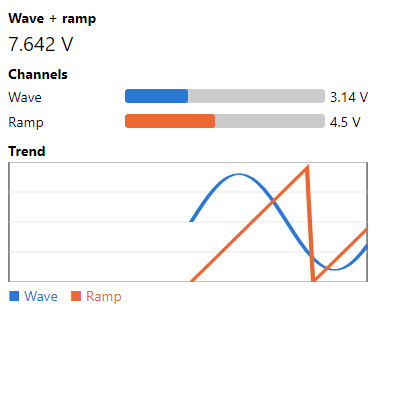 Wave + ramp
7.642 V
Channels
Wave 3.14 V
Ramp 4.5 V
Trend
Wave Ramp